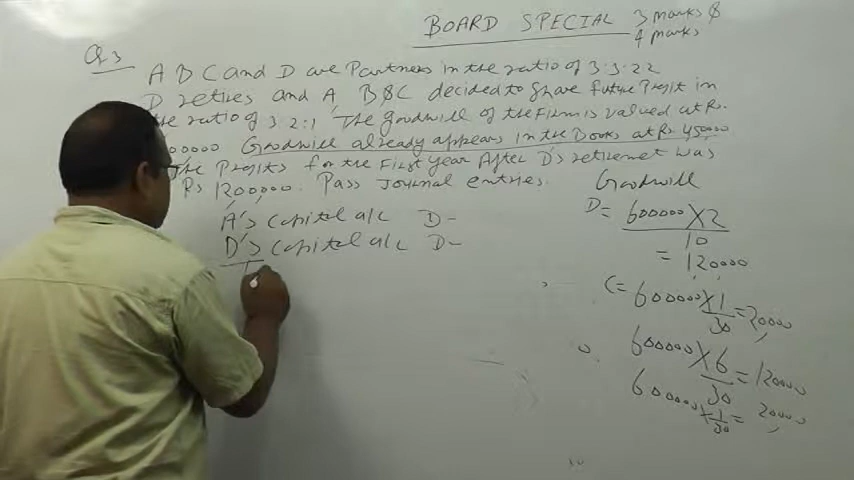 BOARD SPECIAL 3 marks &
4 marks
Q3
A B C and D are Partners in the ratio of 3:3:2:2
D retires and A, B & C decided to share future Profit in
the ratio of 3:2:1 The goodwill of the Firm is valued at Rs.
00000 Goodwill already appears in the Books at Rs 450000
The Profits for the First year After D's retiremet was
Rs 1200,000. Pass Journal entries.
A's capital a/c D-
D's capital a/c D-
T
Goodwill
D = 600000 X 2
10
= 120000
C = 600000 X 1 = 20000
30
600000 X 6 = 120000
30
600000 X 1 = 20000
30